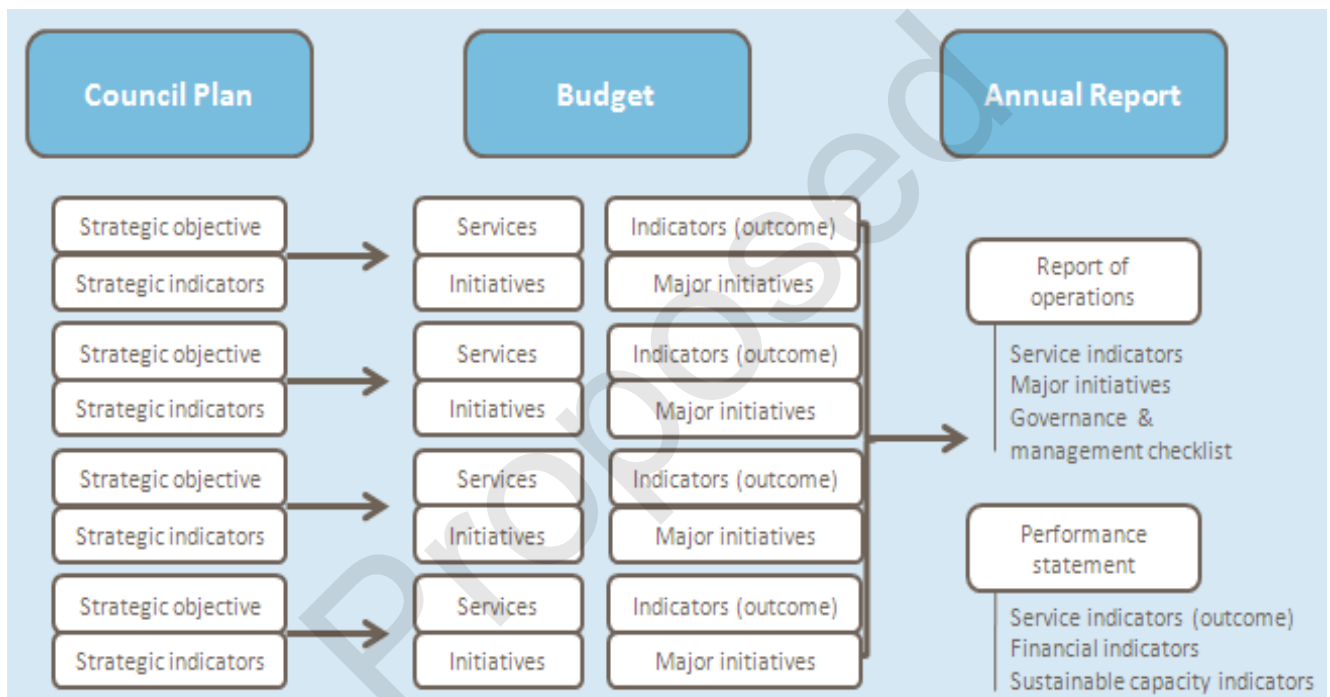 Council Plan
Budget
Annual Report
Strategic objective
Strategic indicators
Strategic objective
Strategic indicators
Strategic objective
Strategic indicators
Strategic objective
Strategic indicators
Services
Initiatives
Services
Initiatives
Services
Initiatives
Services
Initiatives
Indicators (outcome)
Major initiatives
Indicators (outcome)
Major initiatives
Indicators (outcome)
Major initiatives
Indicators (outcome)
Major initiatives
Report of
operations
Service indicators
Major initiatives
Governance &
management checklist
Performance
statement
Service indicators (outcome)
Financial indicators
Sustainable capacity indicators
Proposed